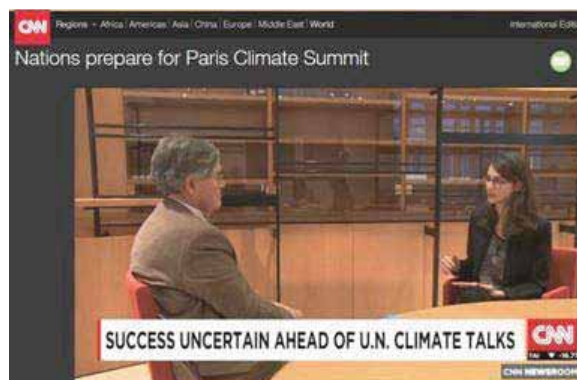 CNN Regions + Africa Americas Asia China Europe Middle East World International Edit
Nations prepare for Paris Climate Summit
SUCCESS UNCERTAIN AHEAD OF U.N. CLIMATE TALKS CNN
CNN NEWSROOM